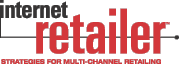 internet
retailer
STRATEGIES FOR MULTI-CHANNEL RETAILING